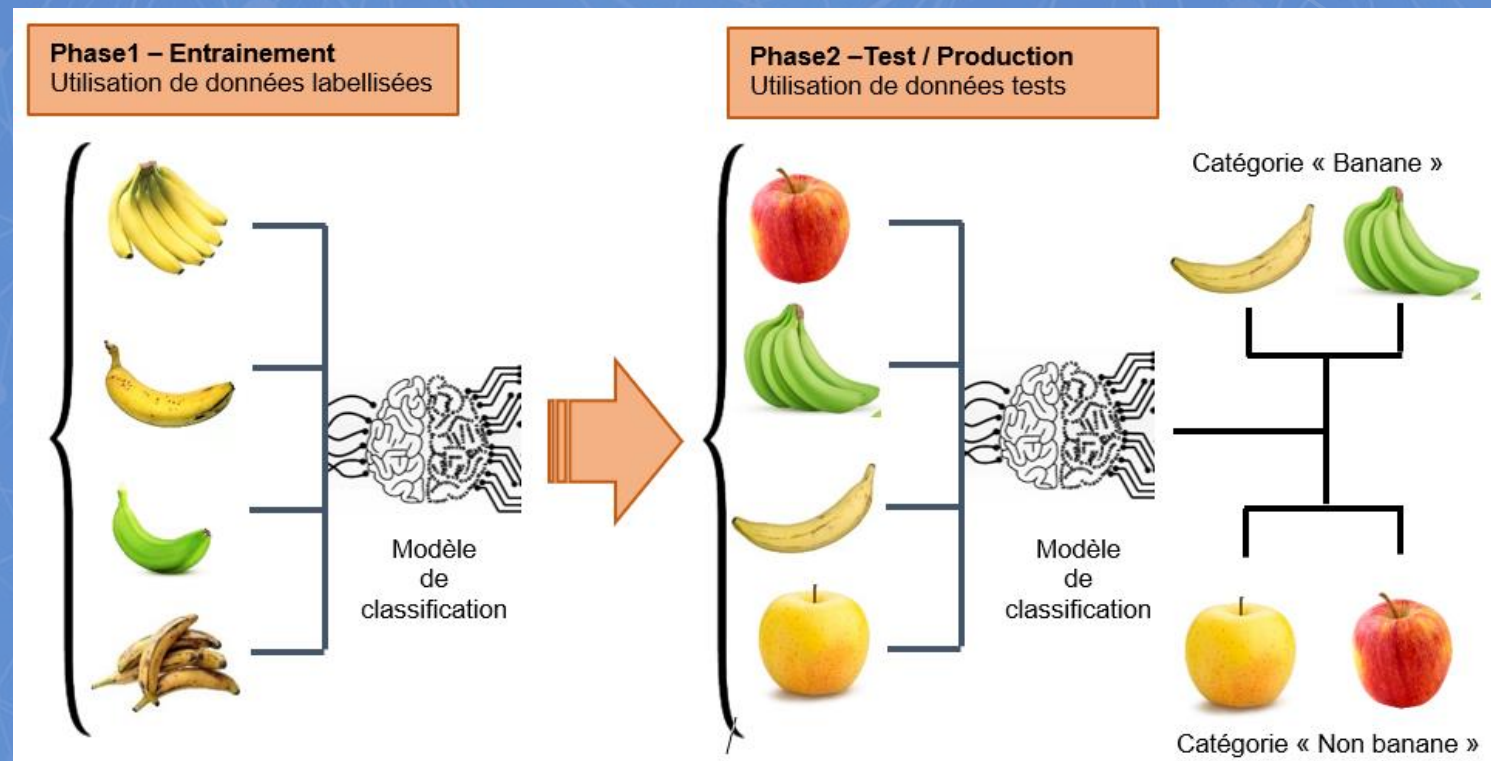 Phase1 – Entrainement
Utilisation de données labellisées
Phase2 –Test / Production
Utilisation de données tests
Catégorie « Banane »
Modèle
de
classification
Modèle
de
classification
Catégorie « Non banane »